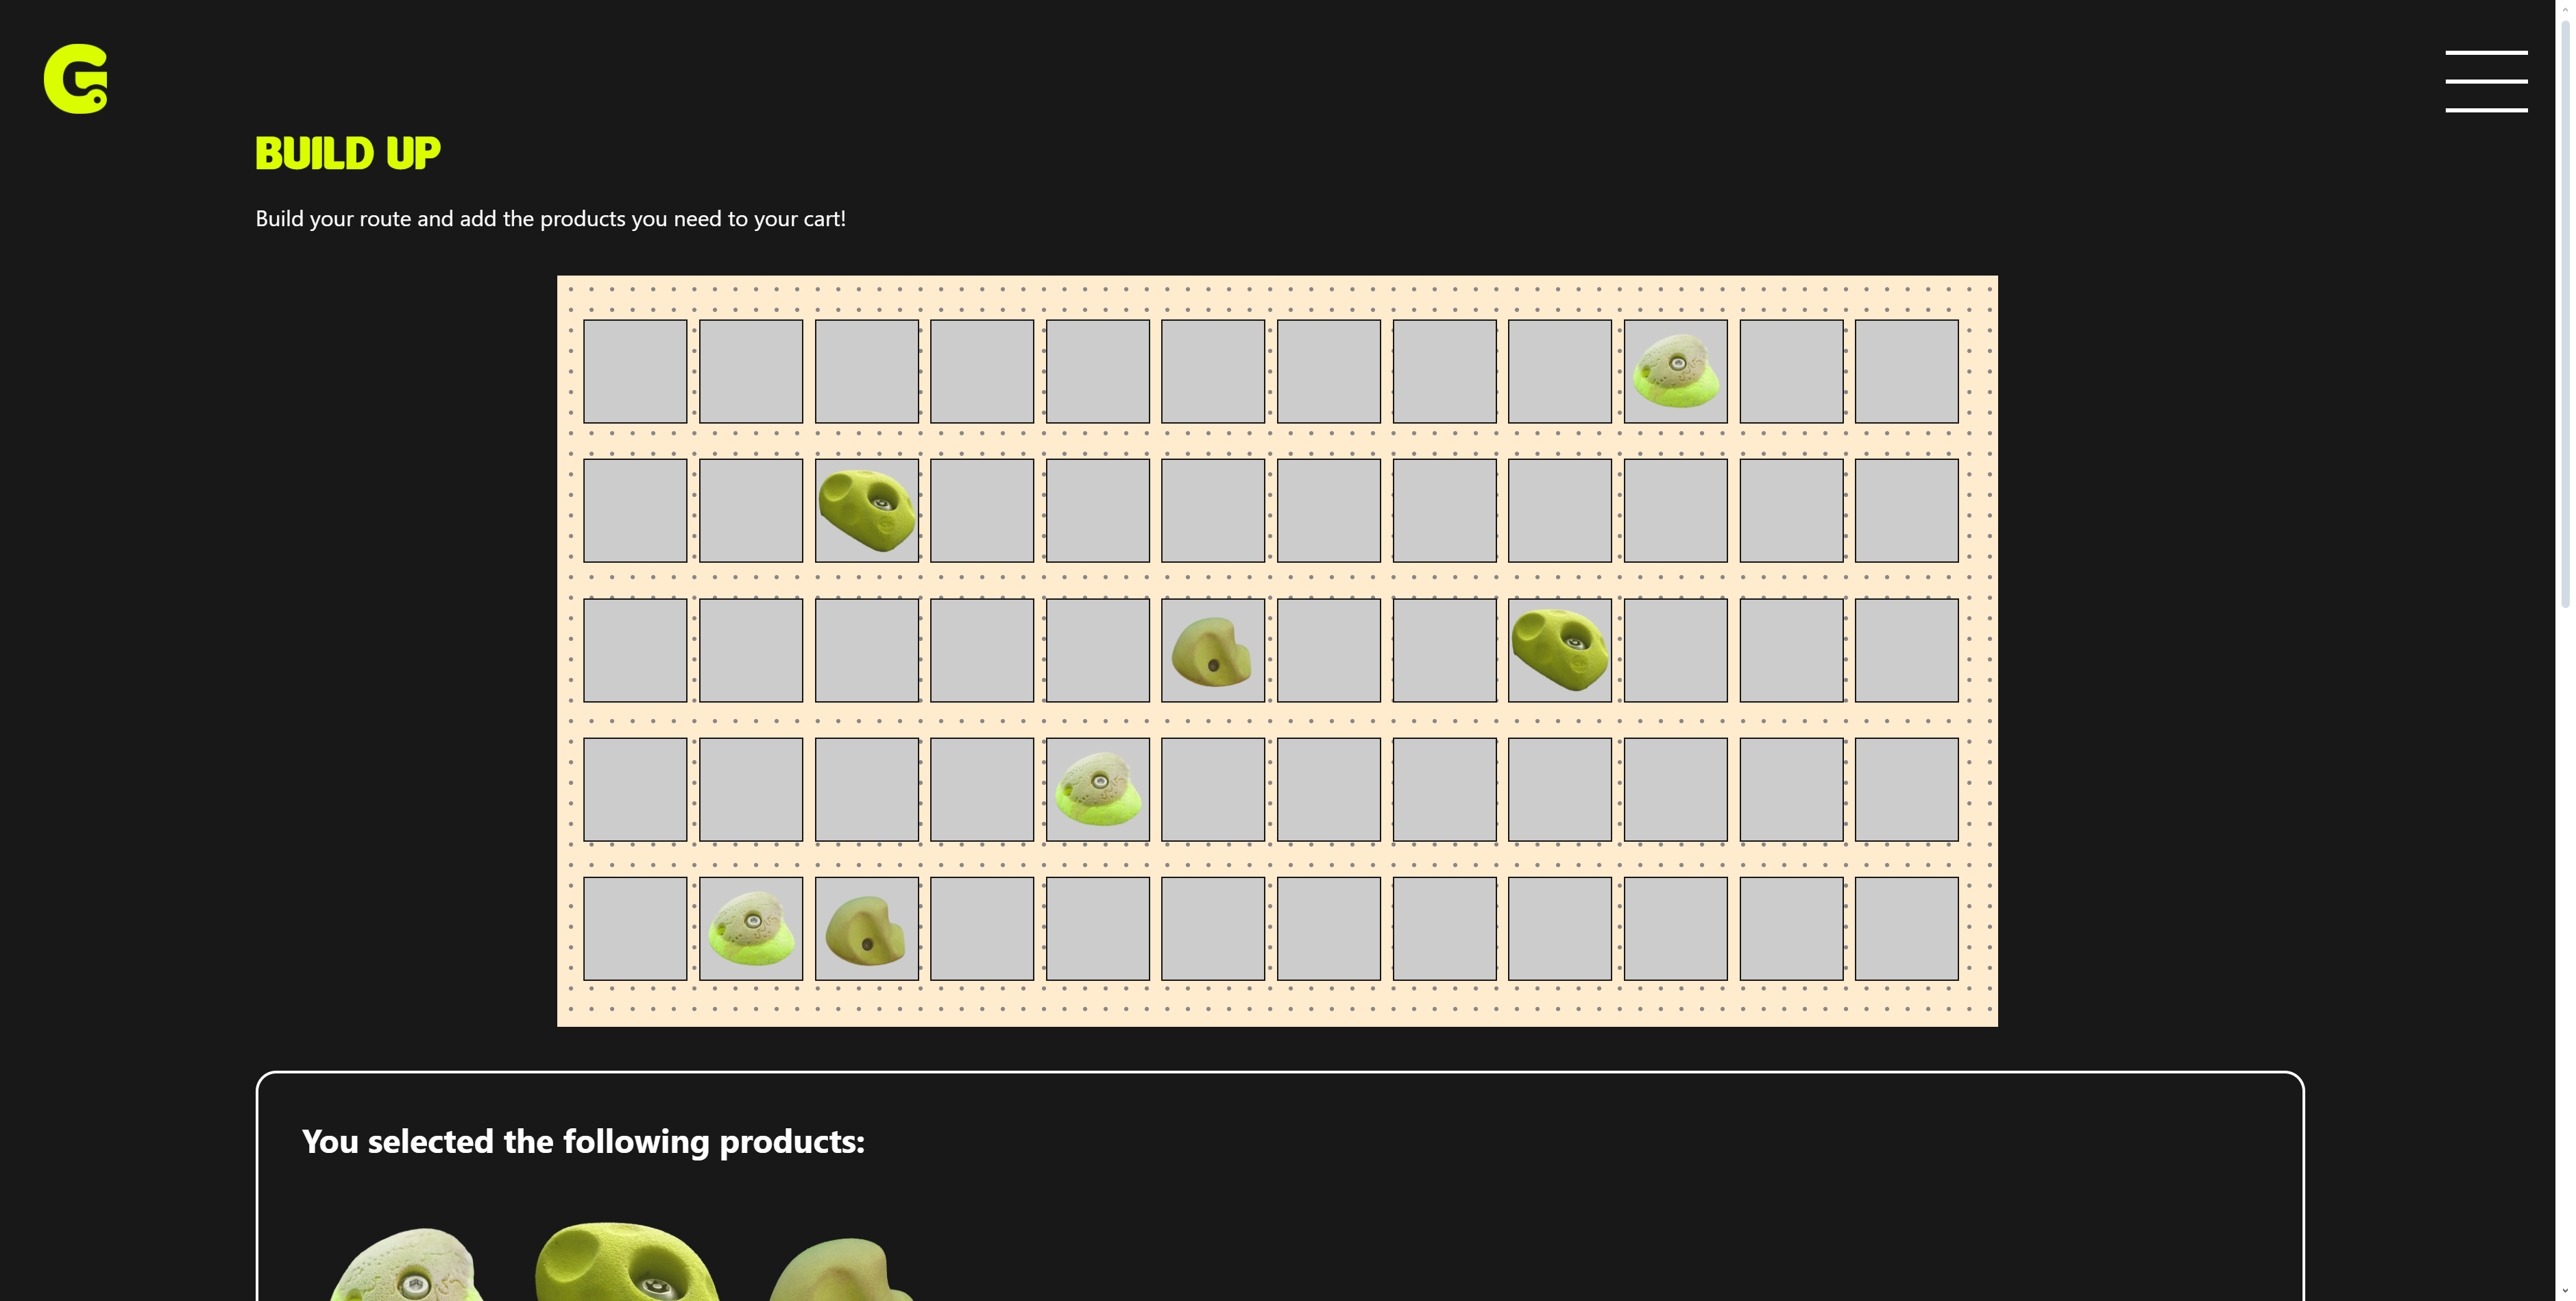 G
BUILD UP
Build your route and add the products you need to your cart!
You selected the following products: